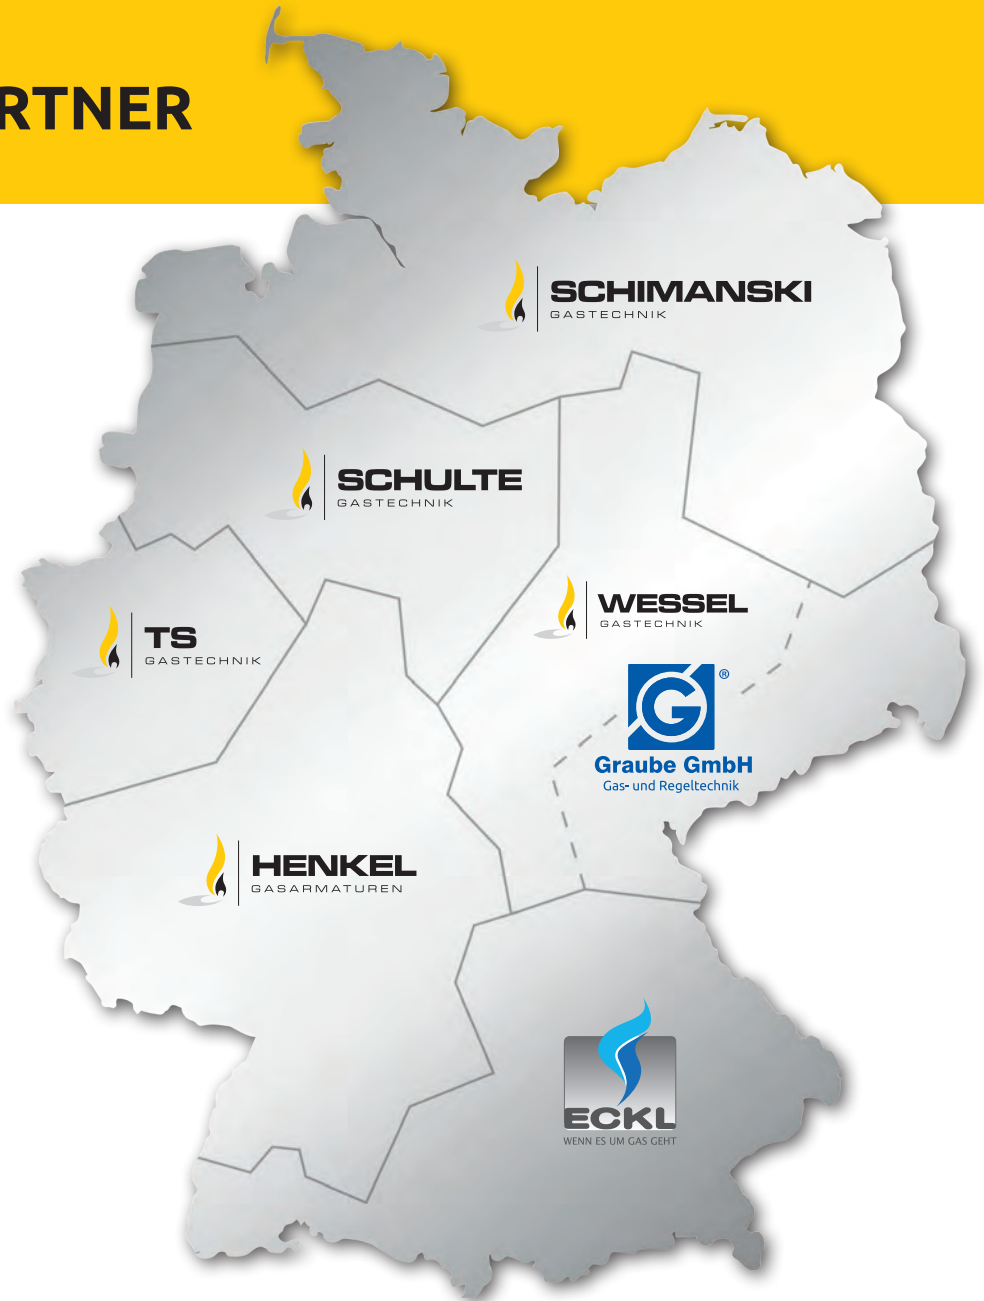 RTNER
SCHIMANSKI
GASTECHNIK
SCHULTE
GASTECHNIK
WESSEL
GASTECHNIK
TS
GASTECHNIK
G®
Graube GmbH
Gas- und Regeltechnik
HENKEL
GASARMATUREN
ECKL
WENN ES UM GAS GEHT